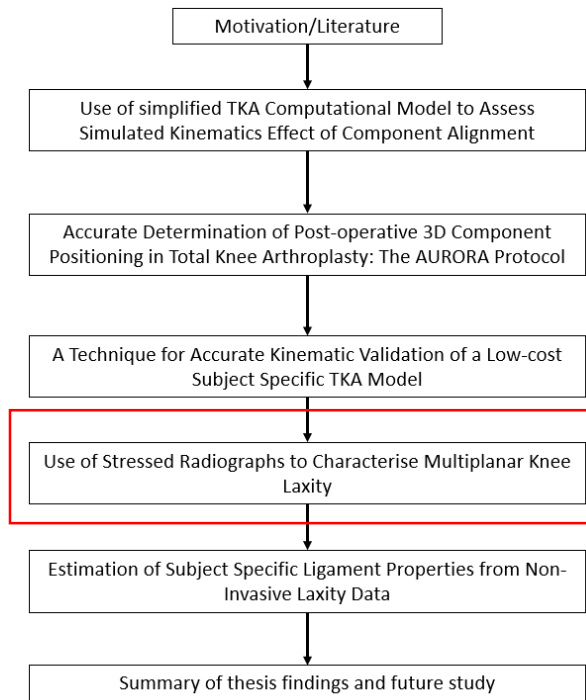 Motivation/Literature
Use of simplified TKA Computational Model to Assess
Simulated Kinematics Effect of Component Alignment
Accurate Determination of Post-operative 3D Component
Positioning in Total Knee Arthroplasty: The AURORA Protocol
A Technique for Accurate Kinematic Validation of a Low-cost
Subject Specific TKA Model
Use of Stressed Radiographs to Characterise Multiplanar Knee
Laxity
Estimation of Subject Specific Ligament Properties from Non-
Invasive Laxity Data
Summary of thesis findings and future study